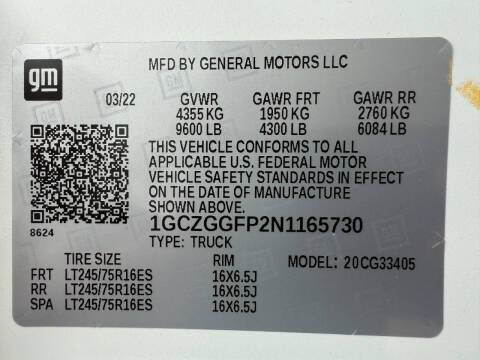 gm
MFD BY GENERAL MOTORS LLC
03/22 GVWR GAWR FRT GAWR RR
4355 KG 1950 KG 2760 KG
9600 LB 4300 LB 6084 LB
THIS VEHICLE CONFORMS TO ALL
APPLICABLE U.S. FEDERAL MOTOR
VEHICLE SAFETY STANDARDS IN EFFECT
ON THE DATE OF MANUFACTURE
SHOWN ABOVE.
8624
1GCZGGFP2N1165730
TYPE: TRUCK
TIRE SIZE RIM MODEL: 20CG33405
FRT LT245/75R16ES 16X6.5J
RR LT245/75R16ES 16X6.5J
SPA LT245/75R16ES 16X6.5J